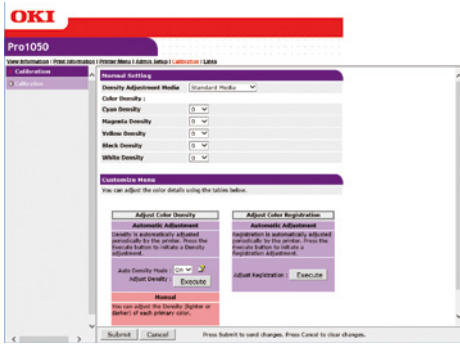 OKI
Pro1050
View Information | Print Information | Printer Menu | Admin Setup | Calibration | Links
Calibration
Calibration
Normal Setting
Density Adjustment Media Standard Media
Color Density :
Cyan Density 0
Magenta Density 0
Yellow Density 0
Black Density 0
White Density 0
Customize Menu
You can adjust the color details using the tables below.
Adjust Color Density
Automatic Adjustment
Density is automatically adjusted
periodically by the printer. Press the
Execute button to initiate a Density
adjustment.
Auto Density Mode : ON
Adjust Density : Execute
Manual
You can adjust the Density (lighter or
darker) of each primary color.
Adjust Color Registration
Automatic Adjustment
Registration is automatically adjusted
periodically by the printer. Press the
Execute button to initiate a
Registration Adjustment.
Adjust Registration : Execute
Submit Cancel Press Submit to send changes. Press Cancel to clear changes.